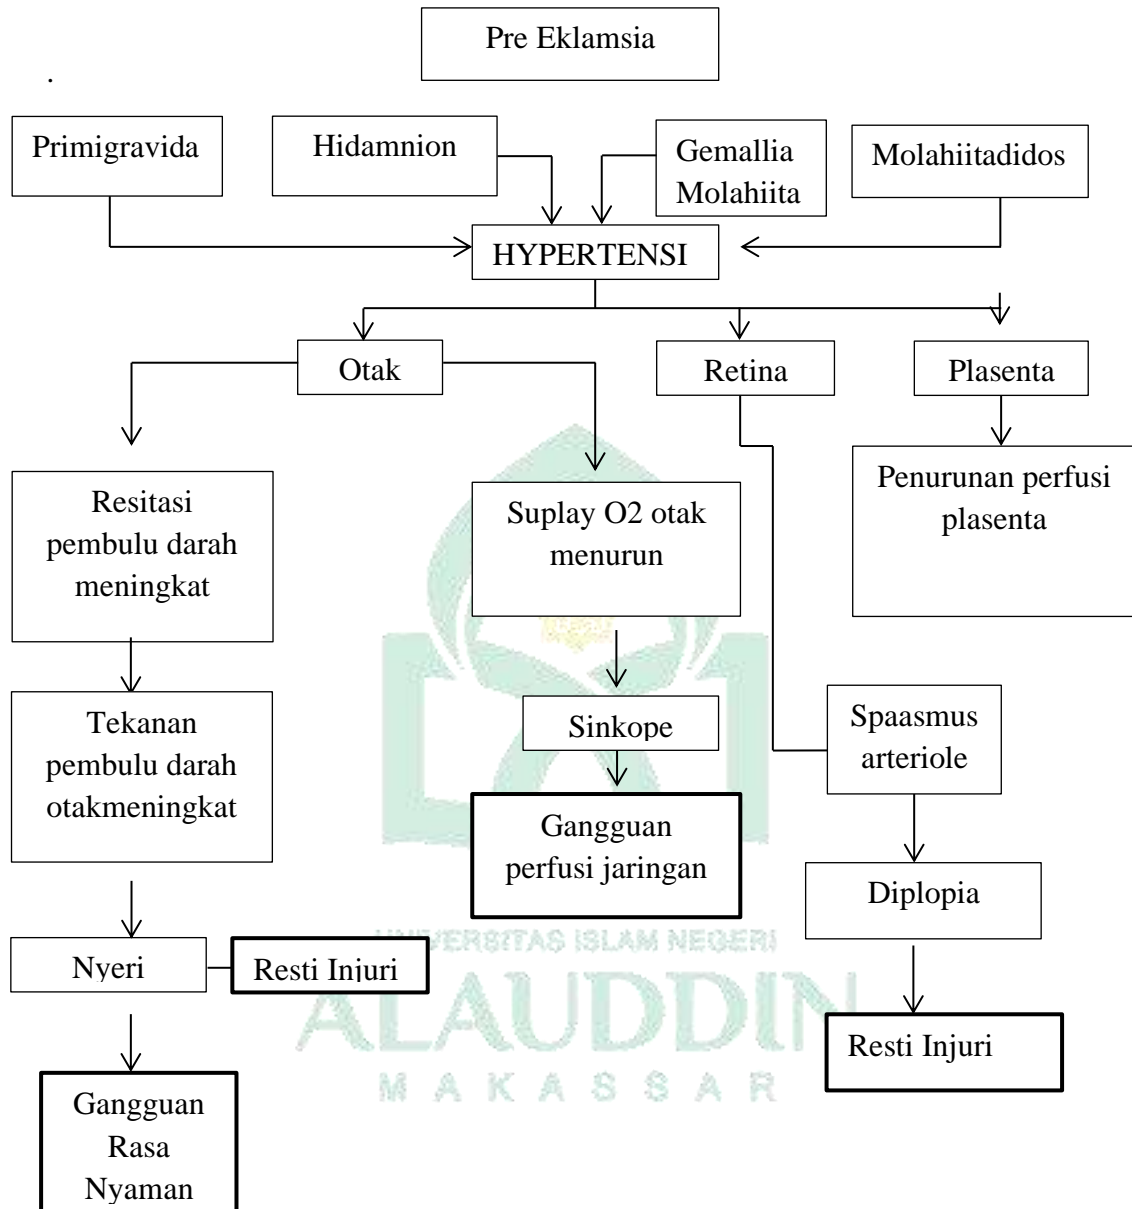 Pre Eklamsia
.
Primigravida
Hidamnion
Gemallia
Molahiita
Molahiitadidos
HYPERTENSI
Otak
Retina
Plasenta
Resitasi
pembulu darah
meningkat
Suplay O2 otak
menurun
Penurunan perfusi
plasenta
Tekanan
pembulu darah
otakmeningkat
Sinkope
Spaasmus
arteriole
Gangguan
perfusi jaringan
Diplopia
Nyeri
Resti Injuri
Resti Injuri
Gangguan
Rasa
Nyaman
UNIVERSITAS ISLAM NEGERI
ALAUDDIN
MAKASSAR